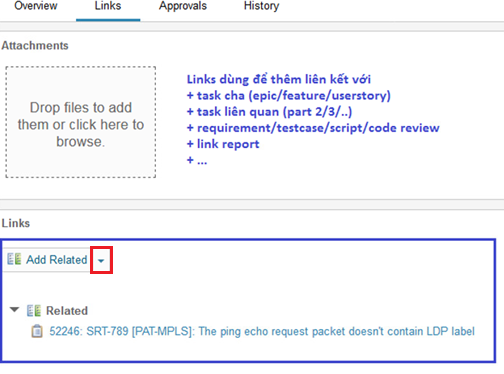 Overview Links Approvals History
Attachments
Drop files to add
them or click here to
browse.
Links dùng để thêm liên kết với
+ task cha (epic/feature/userstory)
+ task liên quan (part 2/3/..)
+ requirement/testcase/script/code review
+ link report
+ ...
Links
Add Related
Related
52246: SRT-789 [PAT-MPLS]: The ping echo request packet doesn't contain LDP label